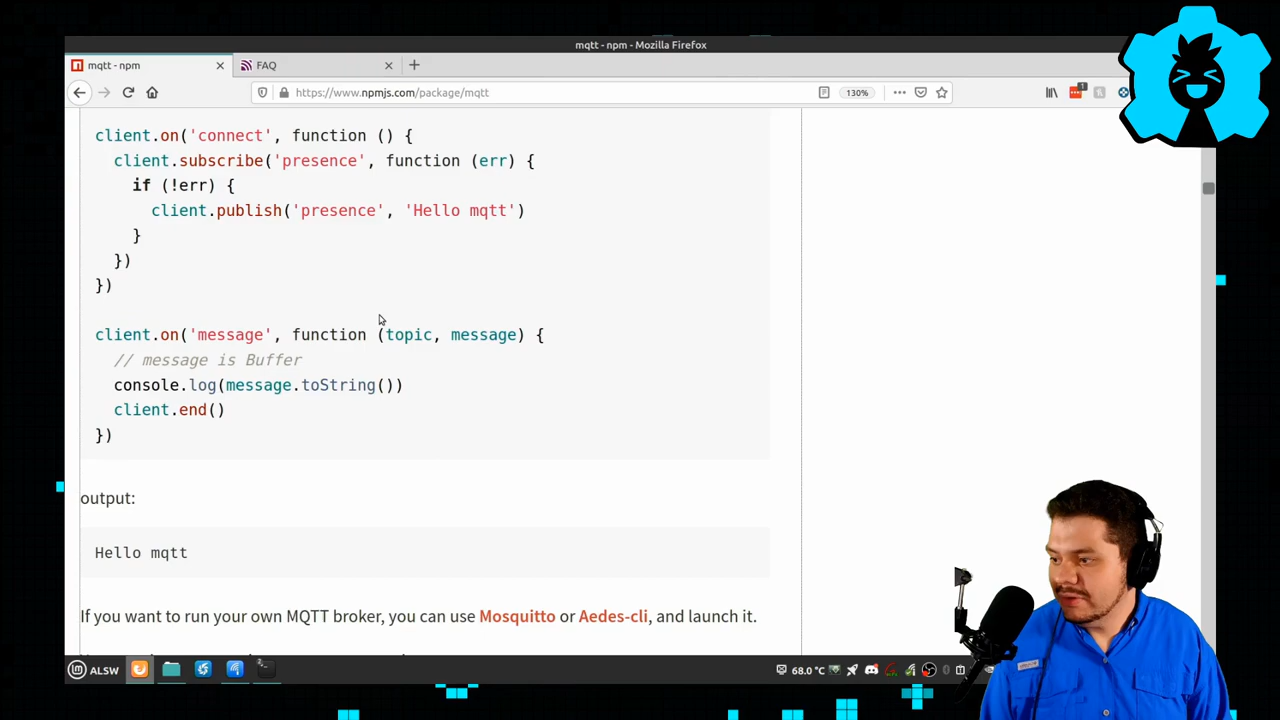 mqtt - npm - Mozilla Firefox
mqtt - npm
FAQ
https://www.npmjs.com/package/mqtt
130%
1
client.on('connect', function () {
client.subscribe('presence', function (err) {
if (!err) {
client.publish('presence', 'Hello mqtt')
}
})
})
client.on('message', function (topic, message) {
// message is Buffer
console.log(message.toString())
client.end()
})
output:
Hello mqtt
If you want to run your own MQTT broker, you can use Mosquitto or Aedes-cli, and launch it.
ALSW
68.0 °C